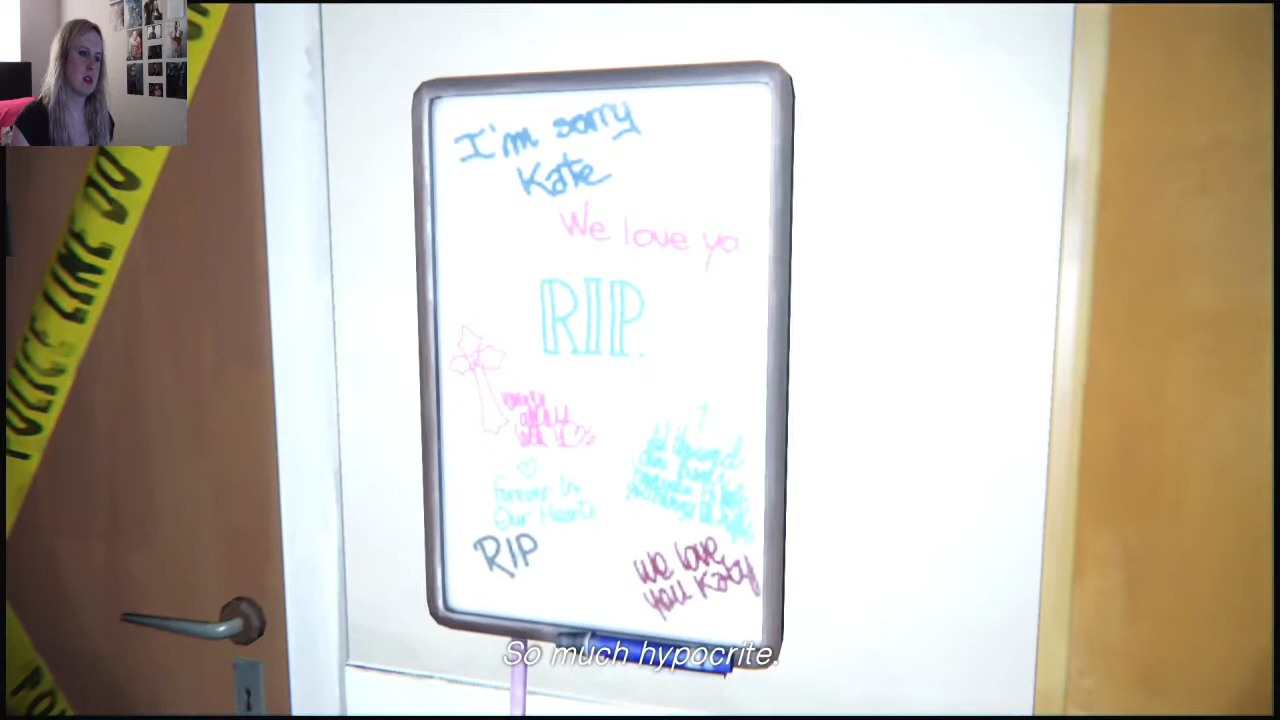 POLICE LINE DO
I'm sorry
Kate
We love yo
RIP.
Forever In
Our Hearts
RIP
We love
you Katy
So much hypocrite.
POL